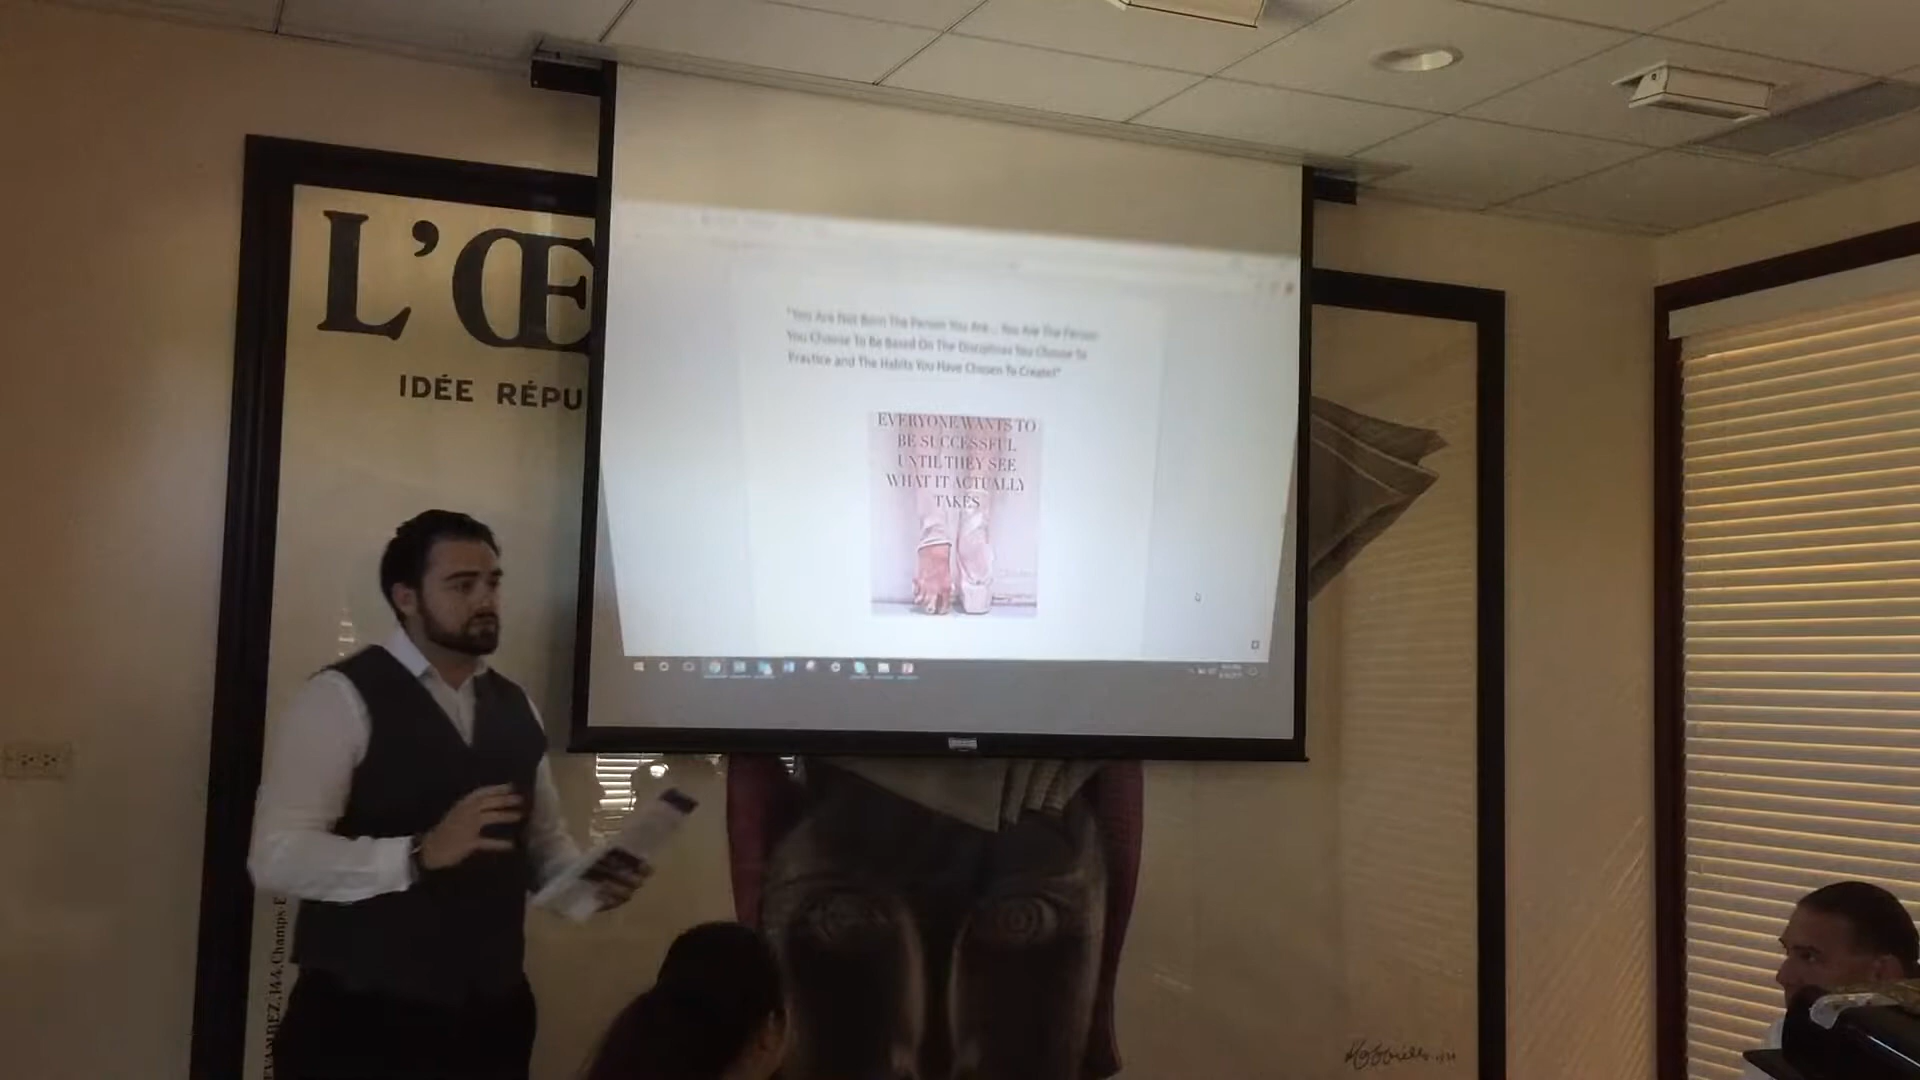 L'Œ
IDÉE RÉPU
"You Are Not Born The Person You Are... You Are The Person
You Choose To Be Based On The Disciplines You Choose To
Practice and The Habits You Have Chosen To Create!"
EVERYONE WANTS TO
BE SUCCESSFUL
UNTIL THEY SEE
WHAT IT ACTUALLY
TAKES
144, Champs-E